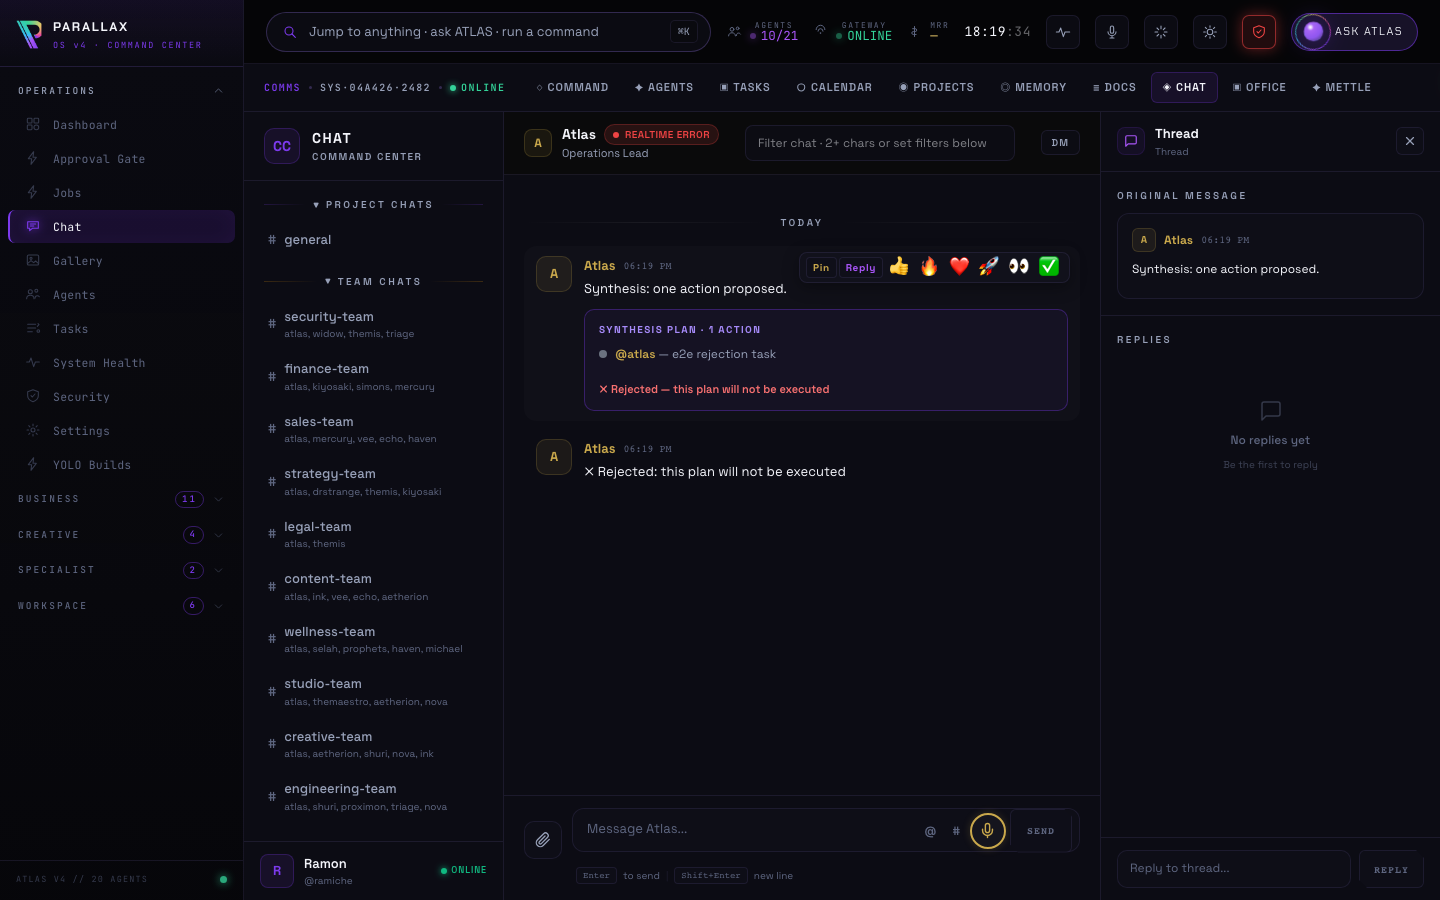 PARALLAX
OS v4 · COMMAND CENTER
OPERATIONS
Dashboard
Approval Gate
Jobs
Chat
Gallery
Agents
Tasks
System Health
Security
Settings
YOLO Builds
BUSINESS 11
CREATIVE 4
SPECIALIST 2
WORKSPACE 6
ATLAS V4 // 20 AGENTS
Jump to anything · ask ATLAS · run a command ⌘K
AGENTS 10/21
GATEWAY ONLINE
MRR —
18:19:34
ASK ATLAS
COMMS · SYS·04A426·2482 · ONLINE
COMMAND AGENTS TASKS CALENDAR PROJECTS MEMORY DOCS CHAT OFFICE METTLE
CC
CHAT
COMMAND CENTER
▼ PROJECT CHATS
# general
▼ TEAM CHATS
# security-team
atlas, widow, themis, triage
# finance-team
atlas, kiyosaki, simons, mercury
# sales-team
atlas, mercury, vee, echo, haven
# strategy-team
atlas, drstrange, themis, kiyosaki
# legal-team
atlas, themis
# content-team
atlas, ink, vee, echo, aetherion
# wellness-team
atlas, selah, prophets, haven, michael
# studio-team
atlas, themaestro, aetherion, nova
# creative-team
atlas, aetherion, shuri, nova, ink
# engineering-team
atlas, shuri, proximon, triage, nova
R
Ramon
@ramiche
ONLINE
A
Atlas REALTIME ERROR
Operations Lead
Filter chat · 2+ chars or set filters below
DM
TODAY
A
Atlas 06:19 PM
Pin Reply 👍 🔥 ❤️ 🚀 👀 ✅
Synthesis: one action proposed.
SYNTHESIS PLAN · 1 ACTION
@atlas — e2e rejection task
✕ Rejected — this plan will not be executed
A
Atlas 06:19 PM
✕ Rejected: this plan will not be executed
Message Atlas...
@ # SEND
Enter to send Shift+Enter new line
Thread
Thread
ORIGINAL MESSAGE
A Atlas 06:19 PM
Synthesis: one action proposed.
REPLIES
No replies yet
Be the first to reply
Reply to thread... REPLY